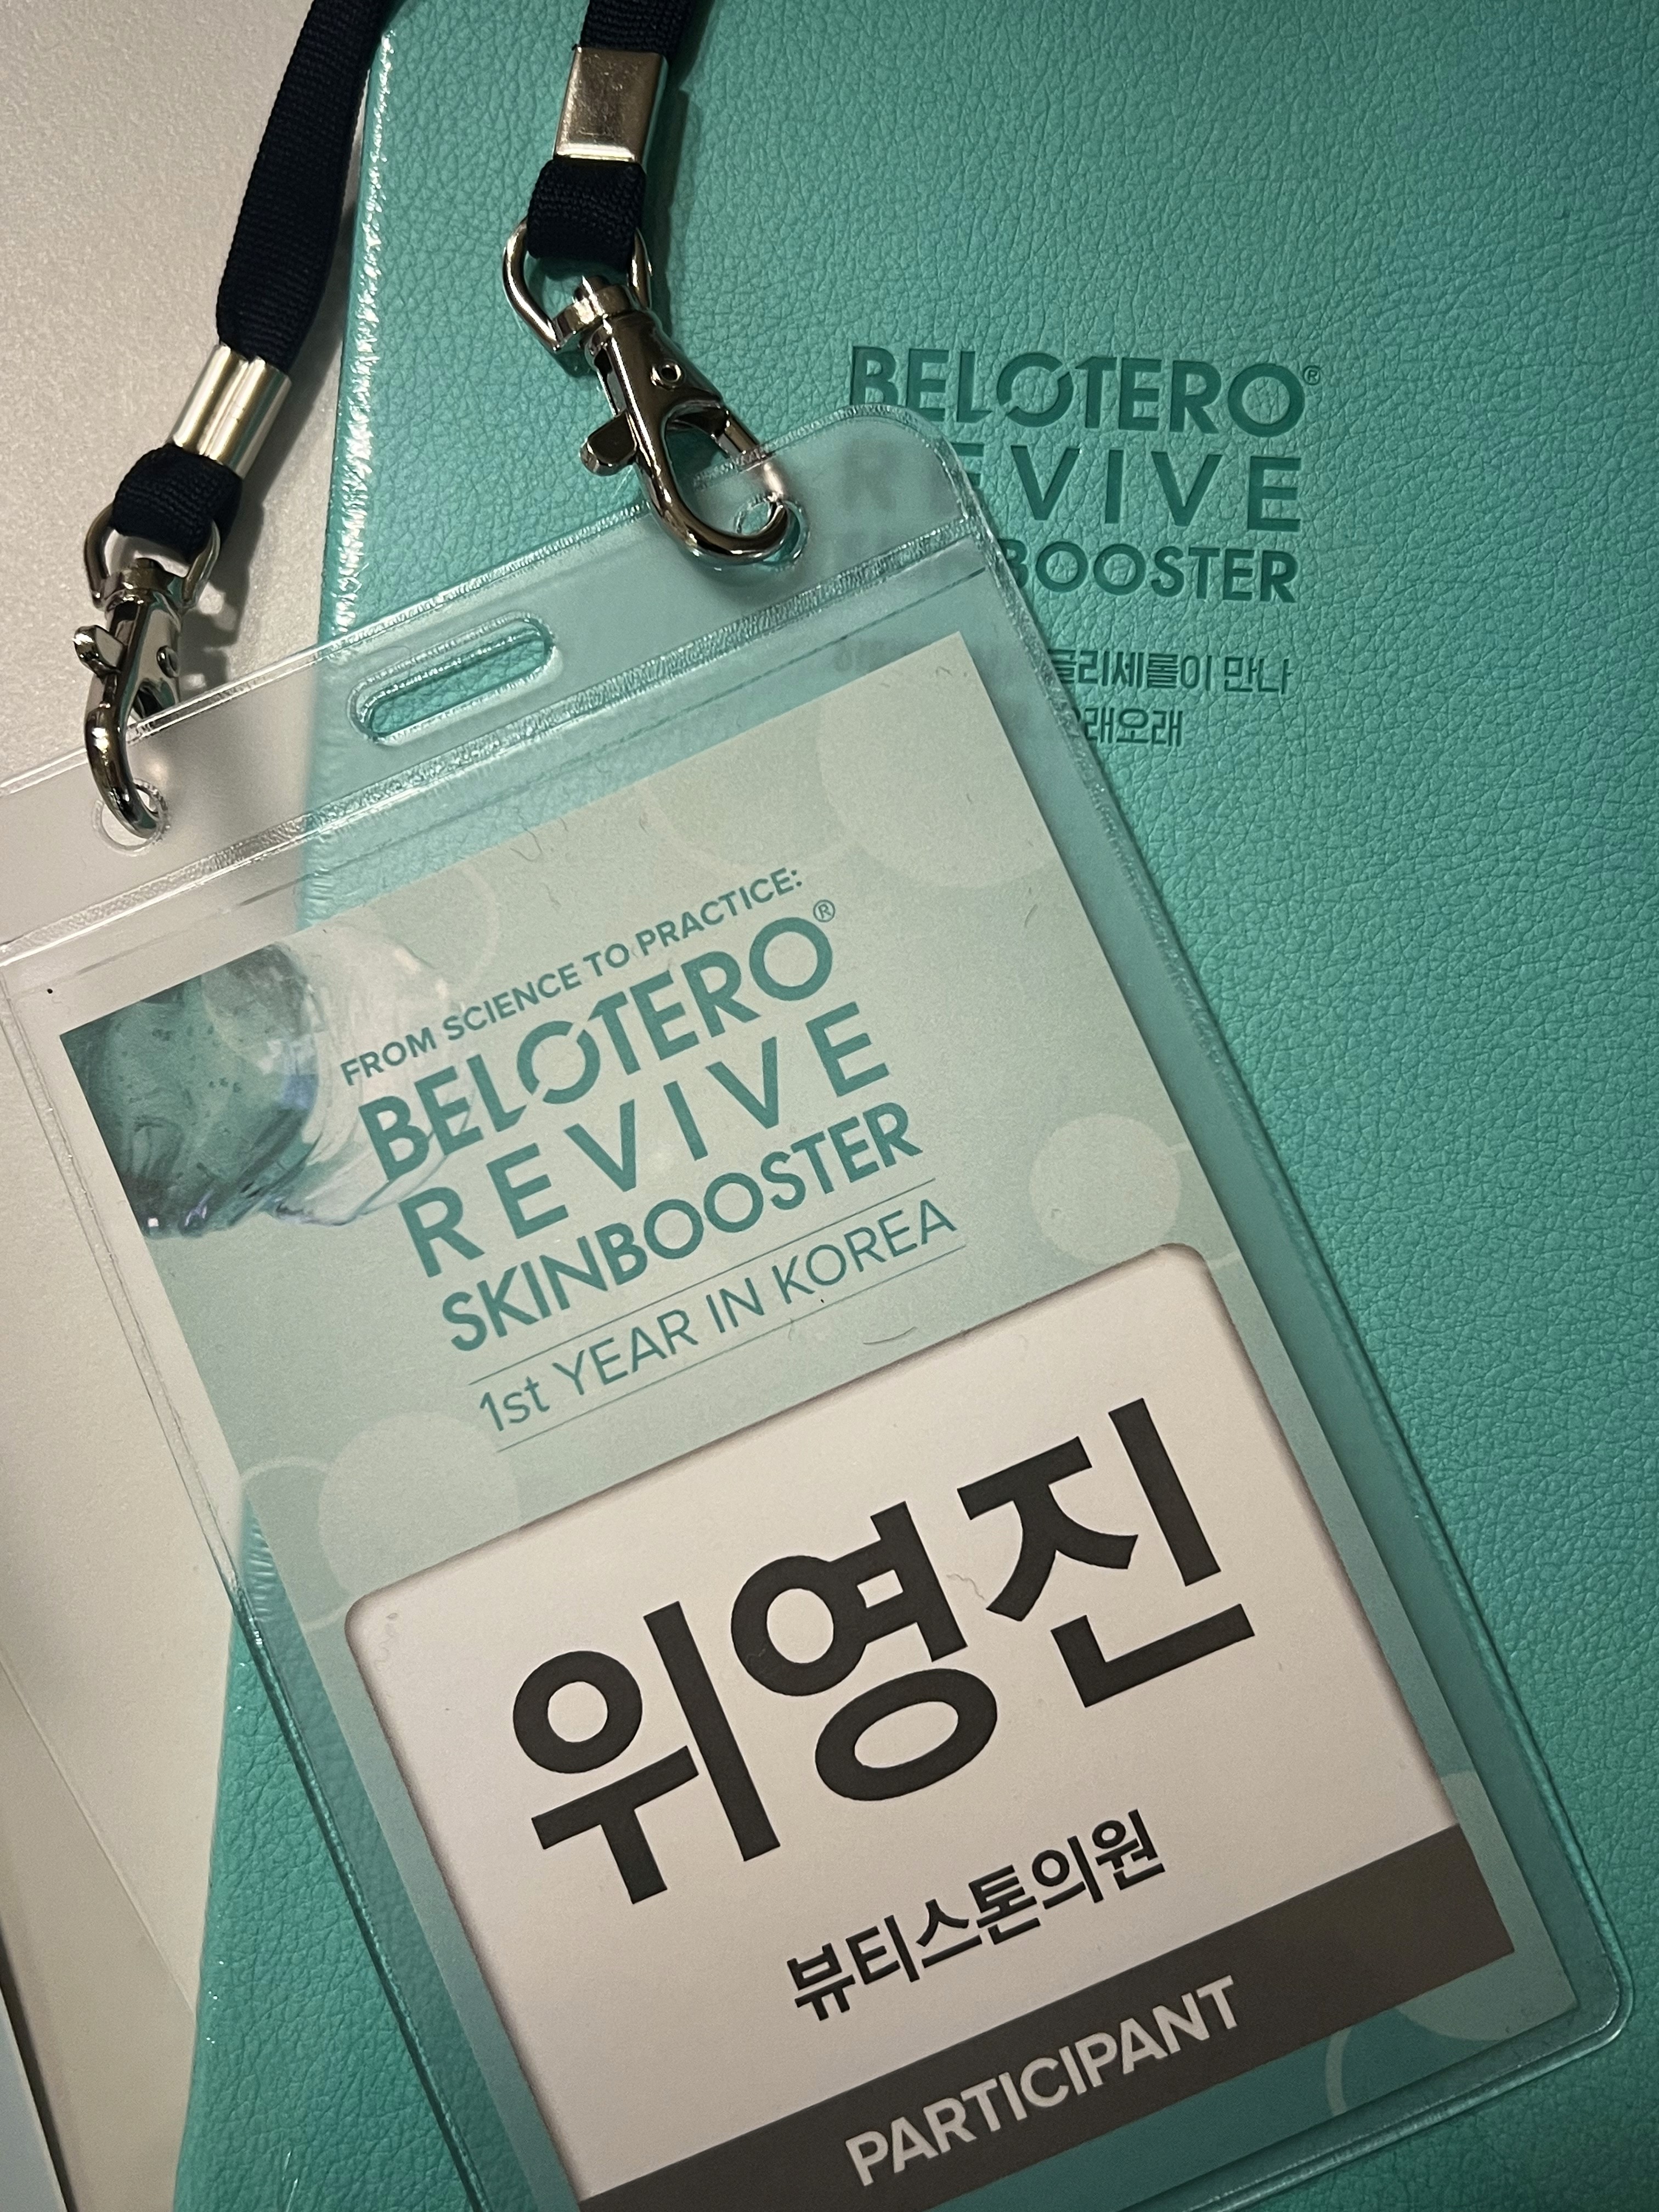 BELOTERO®
REVIVE
BOOSTER
글리세롤이 만나
오래오래
FROM SCIENCE TO PRACTICE:
BELOTERO®
REVIVE
SKINBOOSTER
1st YEAR IN KOREA
위영진
뷰티스톤의원
PARTICIPANT